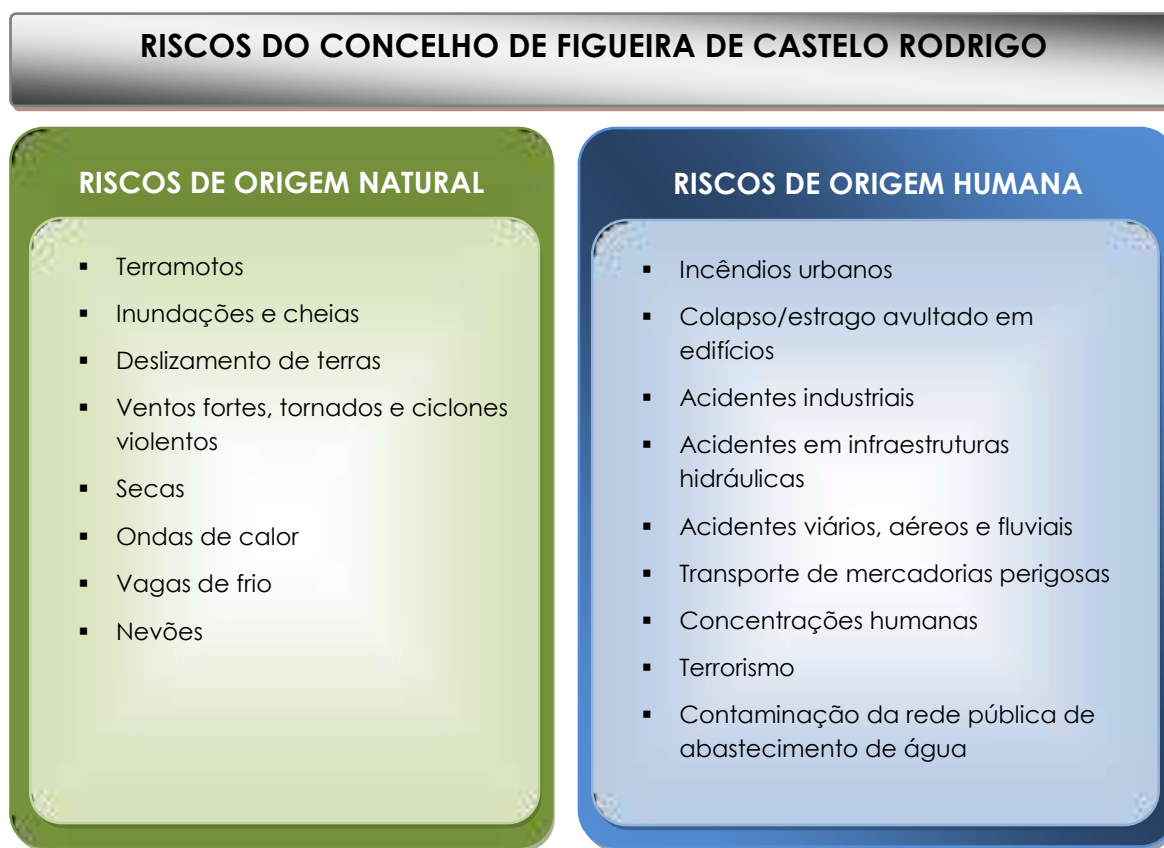 RISCOS DO CONCELHO DE FIGUEIRA DE CASTELO RODRIGO
RISCOS DE ORIGEM NATURAL
▪ Terramotos
▪ Inundações e cheias
▪ Deslizamento de terras
▪ Ventos fortes, tornados e ciclones
violentos
▪ Secas
▪ Ondas de calor
▪ Vagas de frio
▪ Nevões
RISCOS DE ORIGEM HUMANA
▪ Incêndios urbanos
▪ Colapso/estrago avultado em
edifícios
▪ Acidentes industriais
▪ Acidentes em infraestruturas
hidráulicas
▪ Acidentes viários, aéreos e fluviais
▪ Transporte de mercadorias perigosas
▪ Concentrações humanas
▪ Terrorismo
▪ Contaminação da rede pública de
abastecimento de água